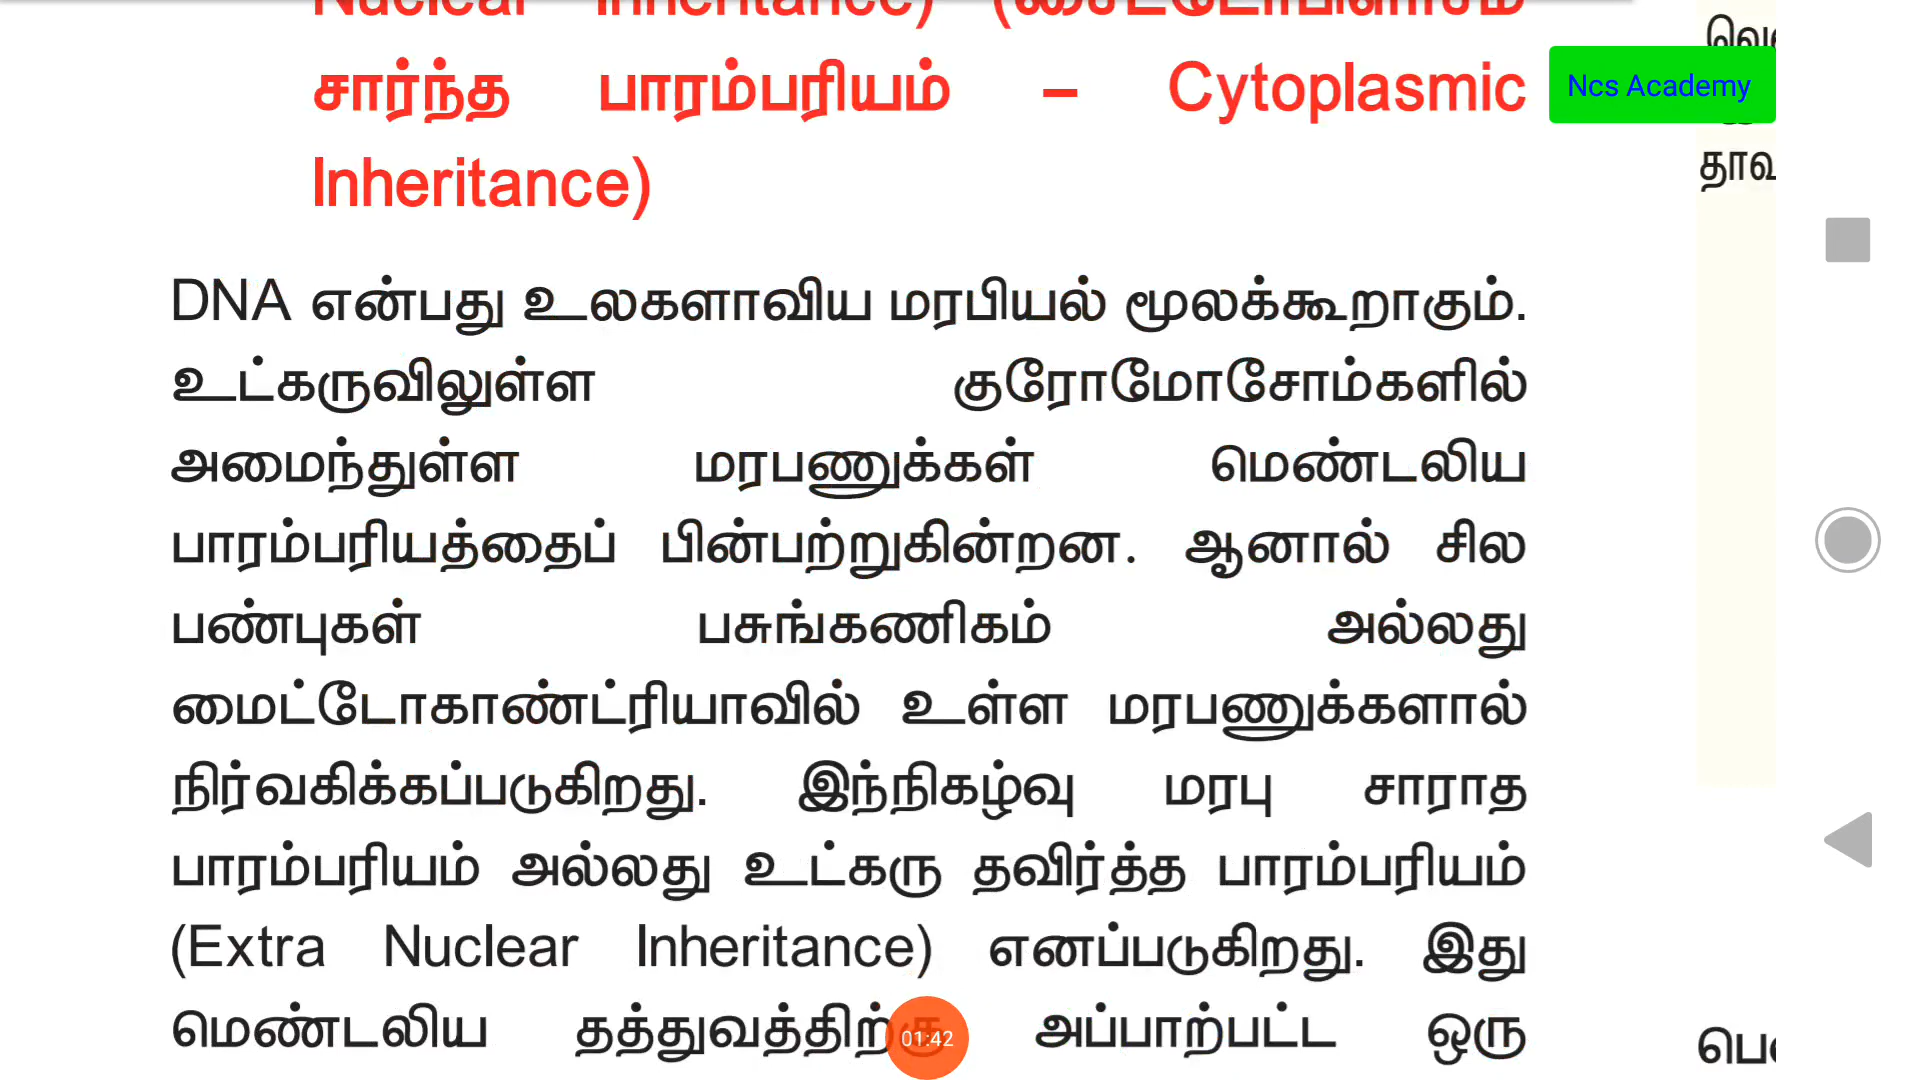 Nuclear Inheritance) (சைட்டோபிளாசம்
சார்ந்த பாரம்பரியம் – Cytoplasmic
Inheritance)
Ncs Academy
DNA என்பது உலகளாவிய மரபியல் மூலக்கூறாகும்.
உட்கருவிலுள்ள குரோமோசோம்களில்
அமைந்துள்ள மரபணுக்கள் மெண்டலிய
பாரம்பரியத்தைப் பின்பற்றுகின்றன. ஆனால் சில
பண்புகள் பசுங்கணிகம் அல்லது
மைட்டோகாண்ட்ரியாவில் உள்ள மரபணுக்களால்
நிர்வகிக்கப்படுகிறது. இந்நிகழ்வு மரபு சாராத
பாரம்பரியம் அல்லது உட்கரு தவிர்த்த பாரம்பரியம்
(Extra Nuclear Inheritance) எனப்படுகிறது. இது
மெண்டலிய தத்துவத்திற்கு அப்பாற்பட்ட ஒரு
01:42